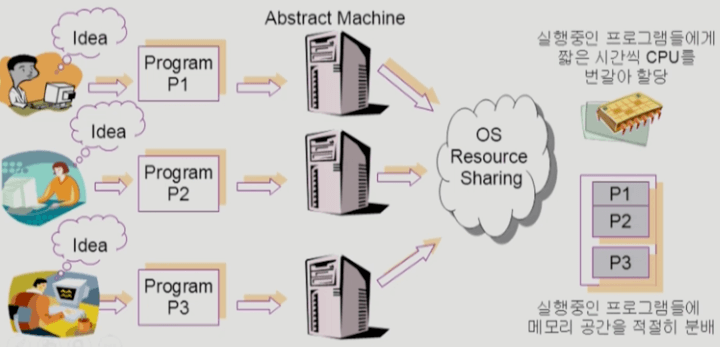 Abstract Machine
Idea
Program
P1
Idea
Program
P2
Idea
Program
P3
OS
Resource
Sharing
실행중인 프로그램들에게
짧은 시간씩 CPU를
번갈아 할당
P1
P2
P3
실행중인 프로그램들에
메모리 공간을 적절히 분배